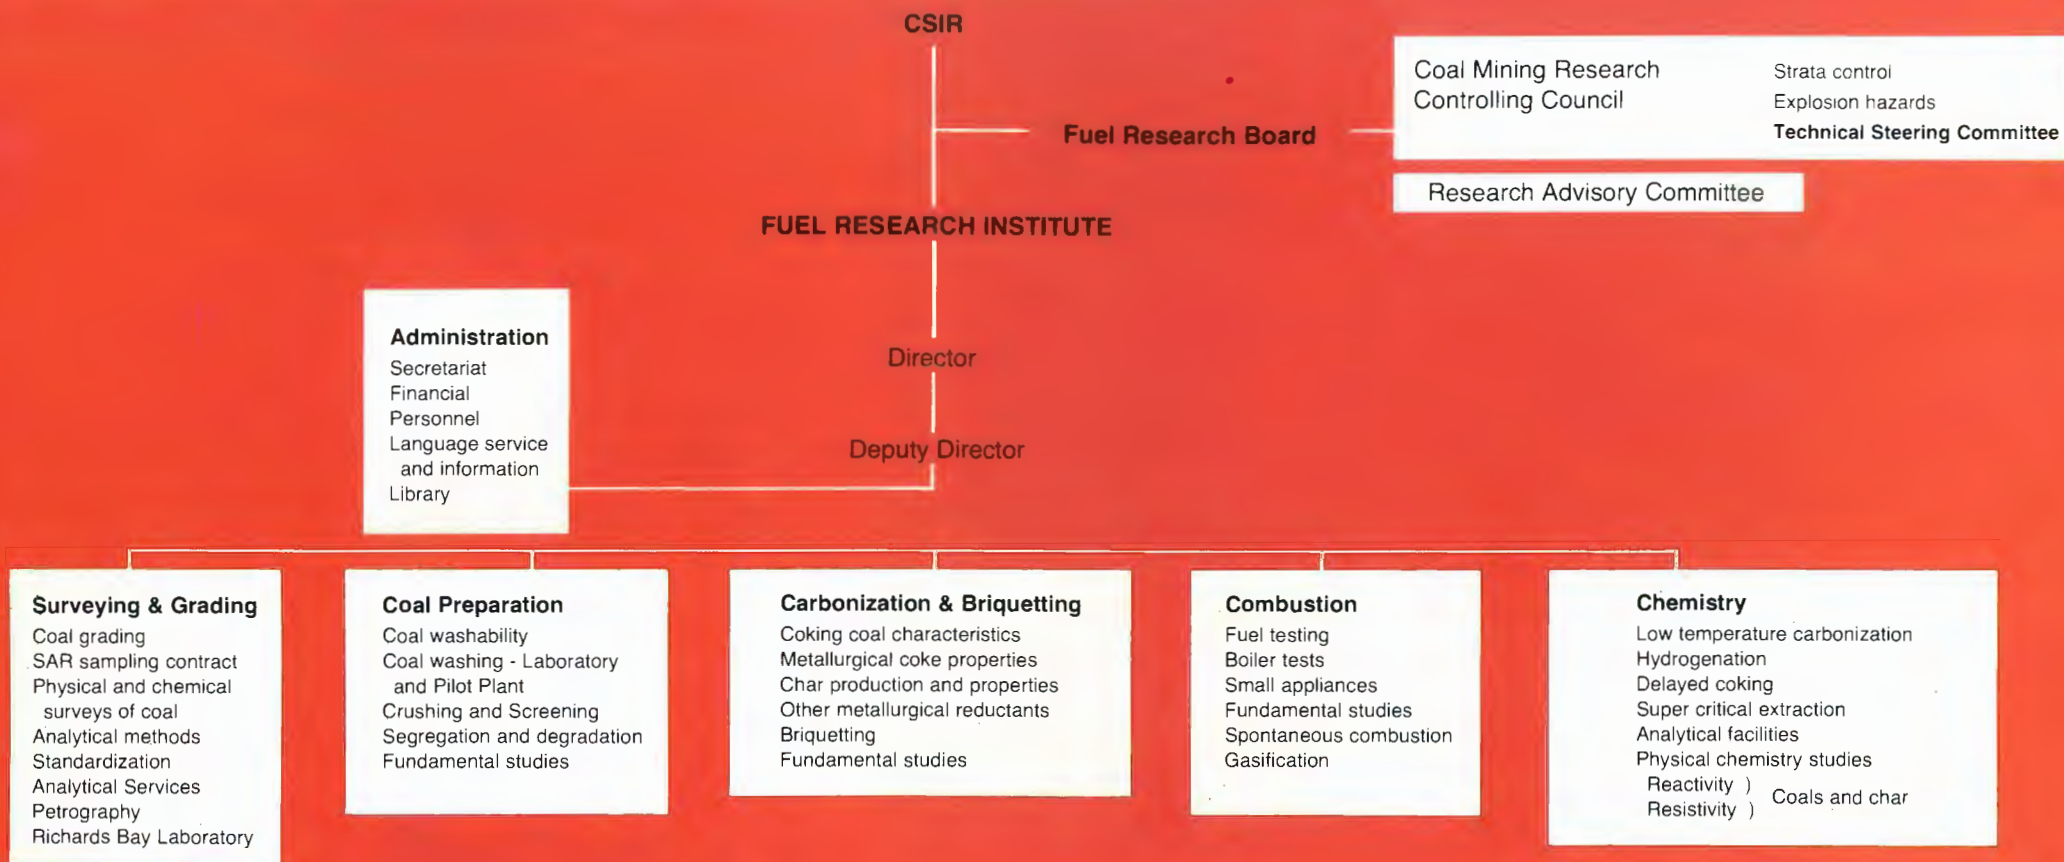 CSIR
Fuel Research Board
Coal Mining Research
Controlling Council
Strata control
Explosion hazards
Technical Steering Committee
Research Advisory Committee
FUEL RESEARCH INSTITUTE
Director
Deputy Director
Administration
Secretariat
Financial
Personnel
Language service
and information
Library
Surveying & Grading
Coal grading
SAR sampling contract
Physical and chemical
surveys of coal
Analytical methods
Standardization
Analytical Services
Petrography
Richards Bay Laboratory
Coal Preparation
Coal washability
Coal washing - Laboratory
and Pilot Plant
Crushing and Screening
Segregation and degradation
Fundamental studies
Carbonization & Briquetting
Coking coal characteristics
Metallurgical coke properties
Char production and properties
Other metallurgical reductants
Briquetting
Fundamental studies
Combustion
Fuel testing
Boiler tests
Small appliances
Fundamental studies
Spontaneous combustion
Gasification
Chemistry
Low temperature carbonization
Hydrogenation
Delayed coking
Super critical extraction
Analytical facilities
Physical chemistry studies
Reactivity )
Resistivity )
Coals and char